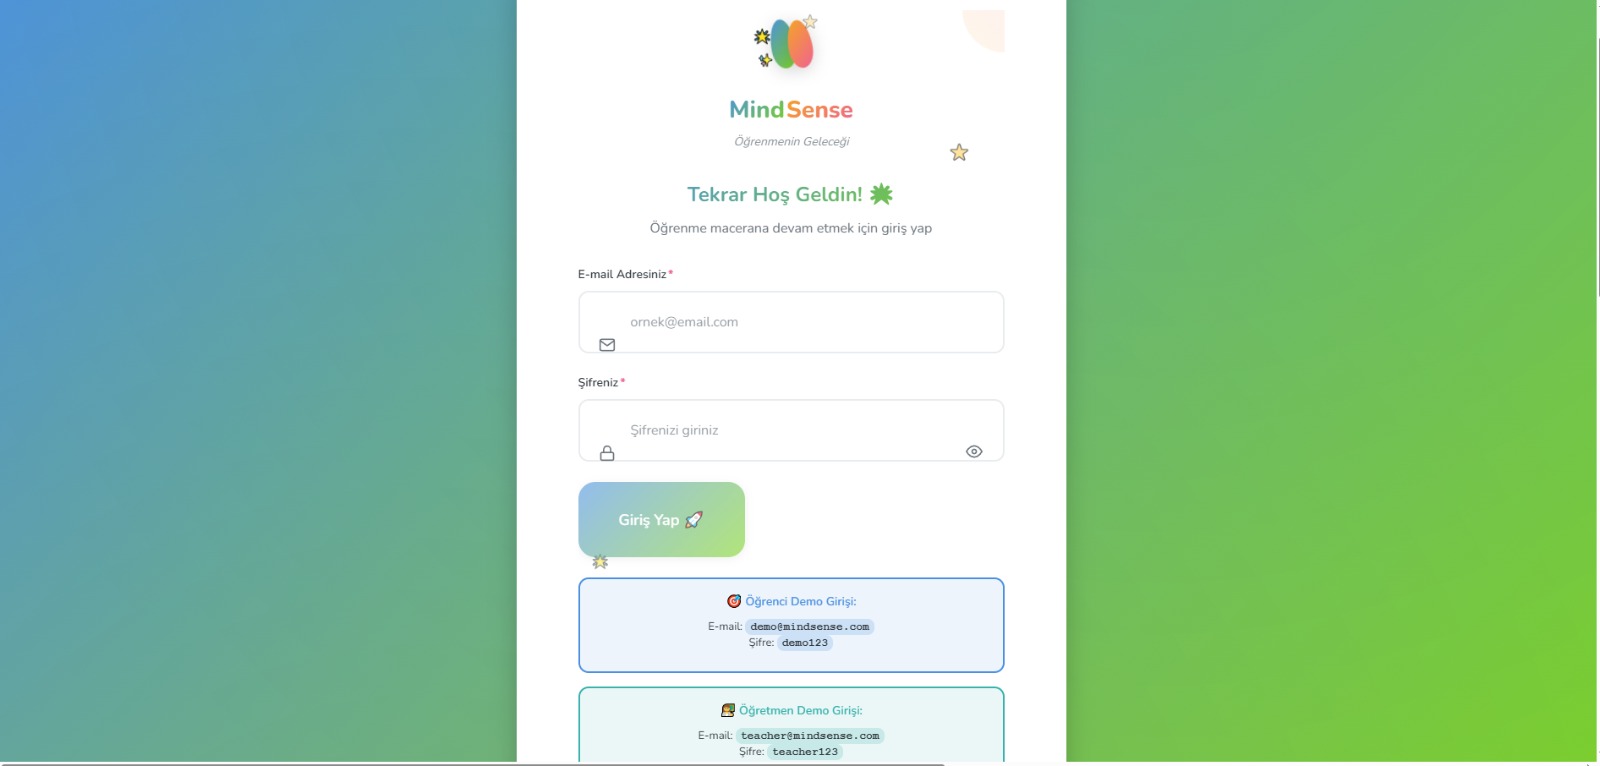 MindSense
Öğrenmenin Geleceği
Tekrar Hoş Geldin!
Öğrenme macerana devam etmek için giriş yap
E-mail Adresiniz*
ornek@email.com
Şifreniz*
Şifrenizi giriniz
Giriş Yap 🚀
🎯 Öğrenci Demo Girişi:
E-mail: demo@mindsense.com
Şifre: demo123
👩‍🏫 Öğretmen Demo Girişi:
E-mail: teacher@mindsense.com
Şifre: teacher123